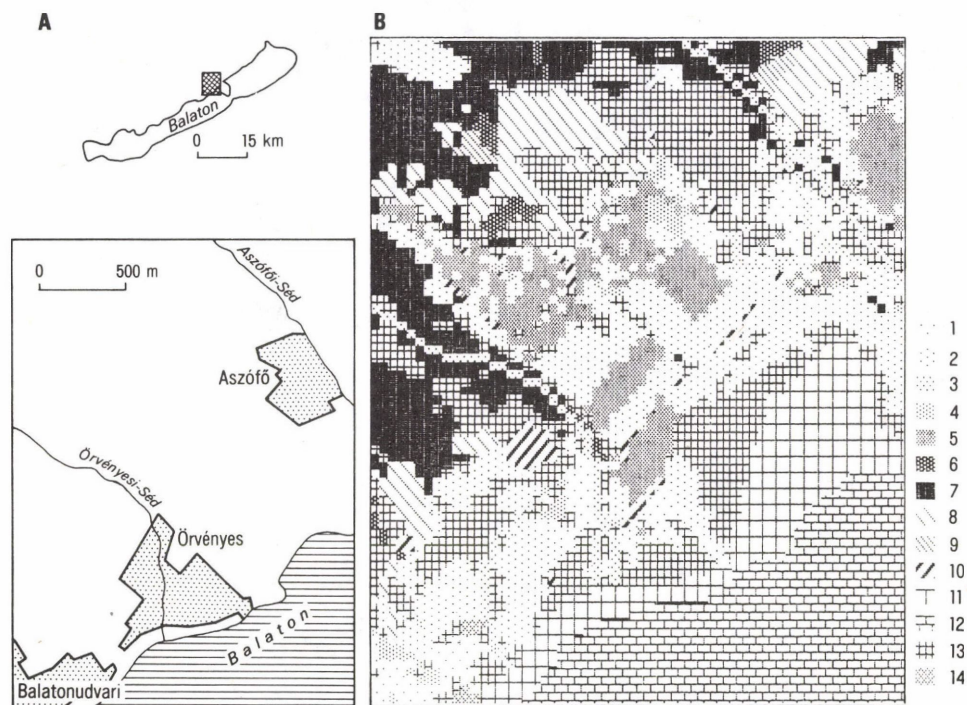 A
B
Balaton
0 15 km
0 500 m
Aszófői-Séd
Aszófő
Örvényesi-Séd
Örvényes
Balaton
Balatonudvari
1
2
3
4
5
6
7
8
9
10
11
12
13
14